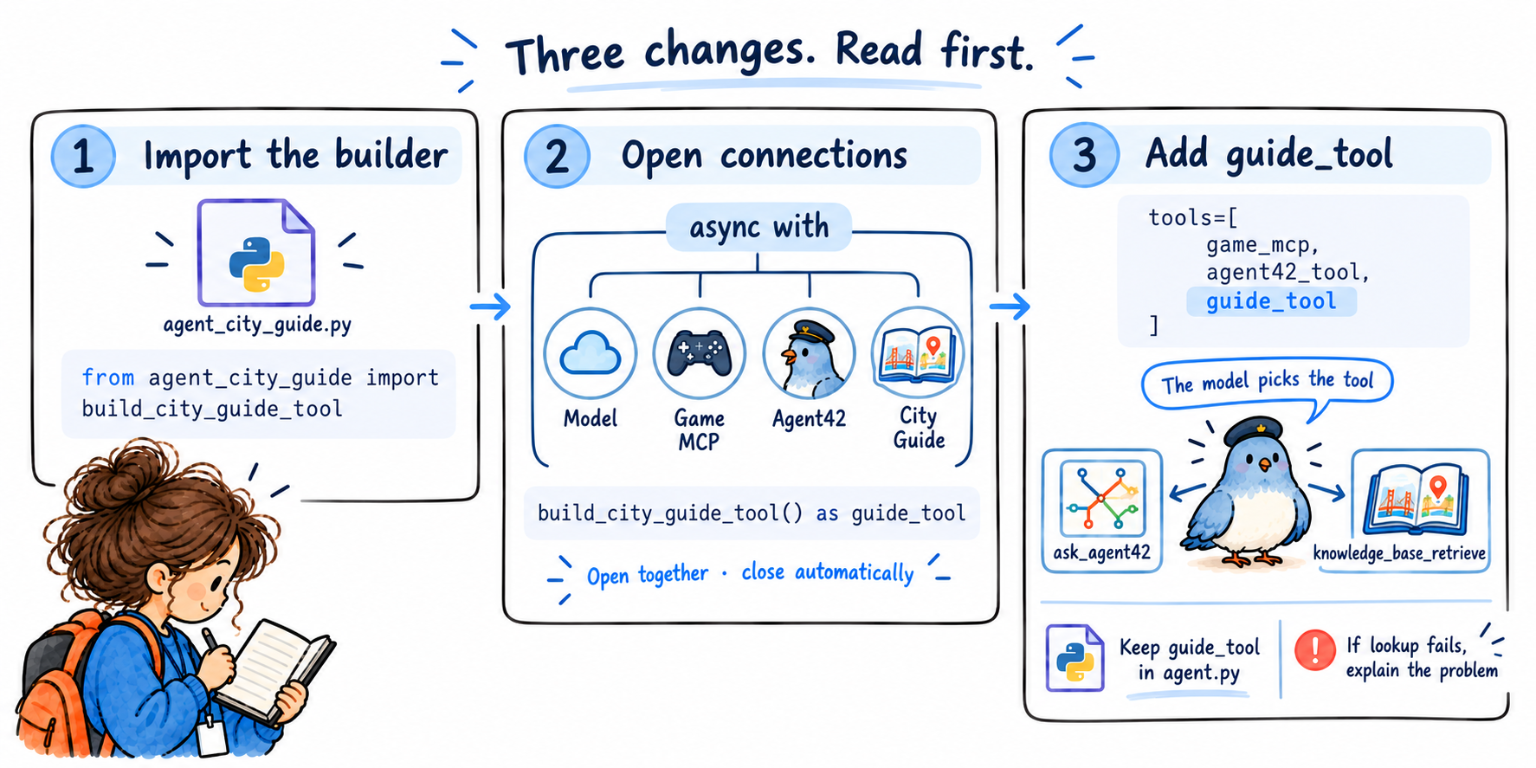 Three changes. Read first.
1 Import the builder
agent_city_guide.py
from agent_city_guide import
build_city_guide_tool
2 Open connections
async with
Model
Game
MCP
Agent42
City
Guide
build_city_guide_tool() as guide_tool
Open together · close automatically
3 Add guide_tool
tools=[
game_mcp,
agent42_tool,
guide_tool
]
The model picks the tool
ask_agent42
knowledge_base_retrieve
Keep guide_tool
in agent.py
If lookup fails,
explain the problem